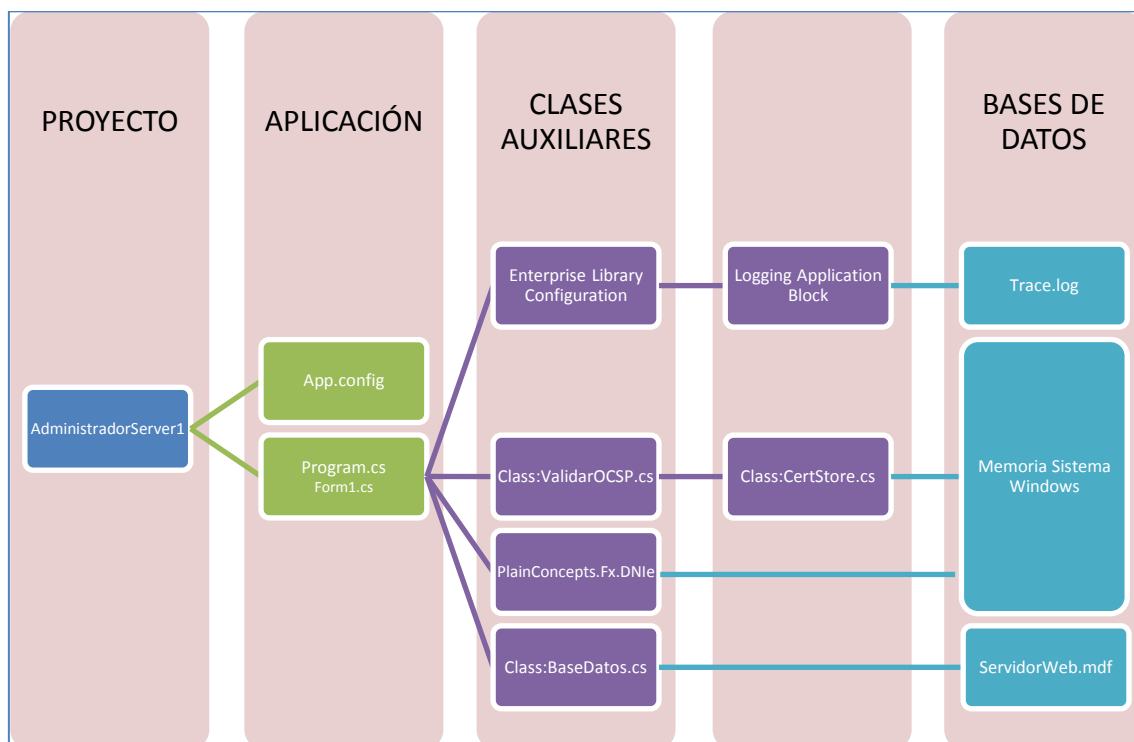 PROYECTO
APLICACIÓN
CLASES
AUXILIARES
BASES DE
DATOS
Enterprise Library
Configuration
Logging Application
Block
Trace.log
App.config
AdministradorServer1
Program.cs
Form1.cs
Class:ValidarOCSP.cs
Class:CertStore.cs
Memoria Sistema
Windows
PlainConcepts.Fx.DNIe
Class:BaseDatos.cs
ServidorWeb.mdf